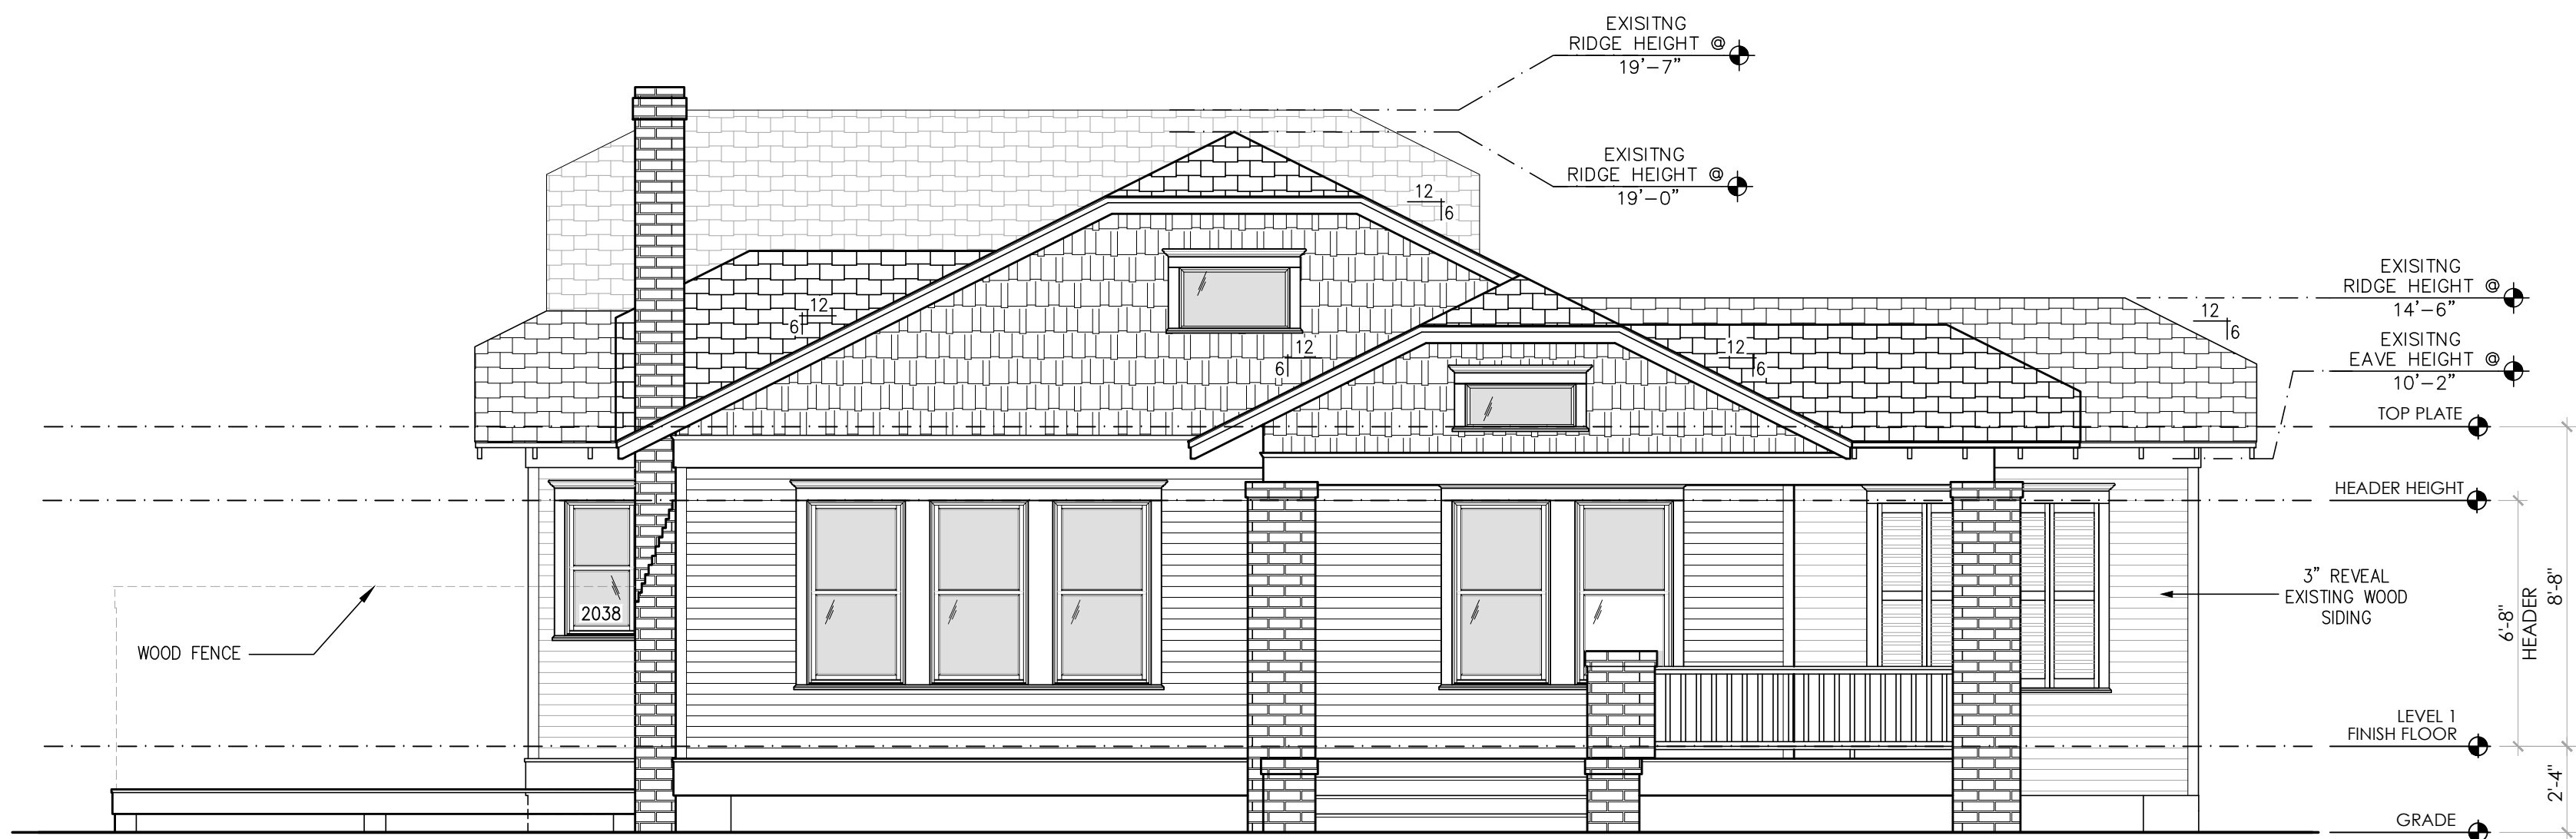 EXISITNG
RIDGE HEIGHT @
19'-7"
EXISITNG
RIDGE HEIGHT @
19'-0"
12
6
12
6
12
6
12
6
12
6
EXISITNG
RIDGE HEIGHT @
14'-6"
EXISITNG
EAVE HEIGHT @
10'-2"
TOP PLATE
HEADER HEIGHT
3" REVEAL
EXISTING WOOD
SIDING
6'-8"
HEADER
8'-8"
2038
WOOD FENCE
LEVEL 1
FINISH FLOOR
2'-4"
GRADE